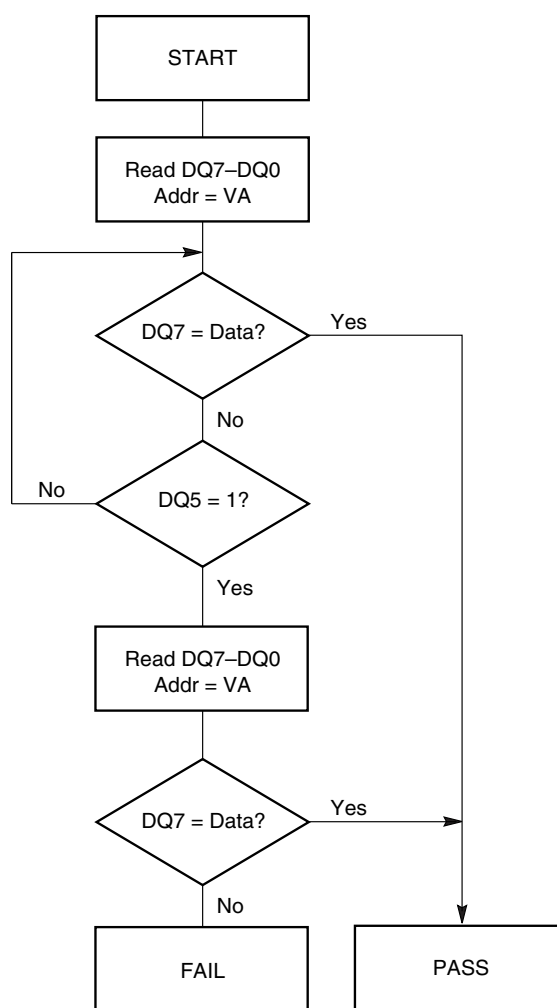 START
Read DQ7–DQ0
Addr = VA
DQ7 = Data?
Yes
No
No
DQ5 = 1?
Yes
Read DQ7–DQ0
Addr = VA
DQ7 = Data?
Yes
No
FAIL
PASS